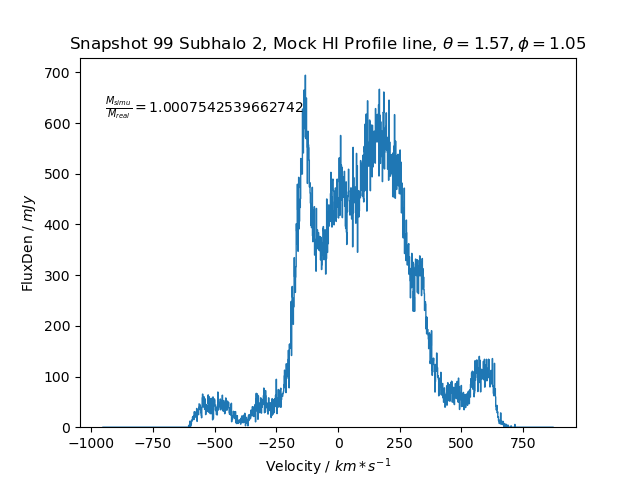 Snapshot 99 Subhalo 2, Mock HI Profile line, θ = 1.57, ϕ = 1.05
M_simu/M_real = 1.0007542539662742
FluxDen / mJy
700
600
500
400
300
200
100
0
−1000 −750 −500 −250 0 250 500 750
Velocity / km * s⁻¹